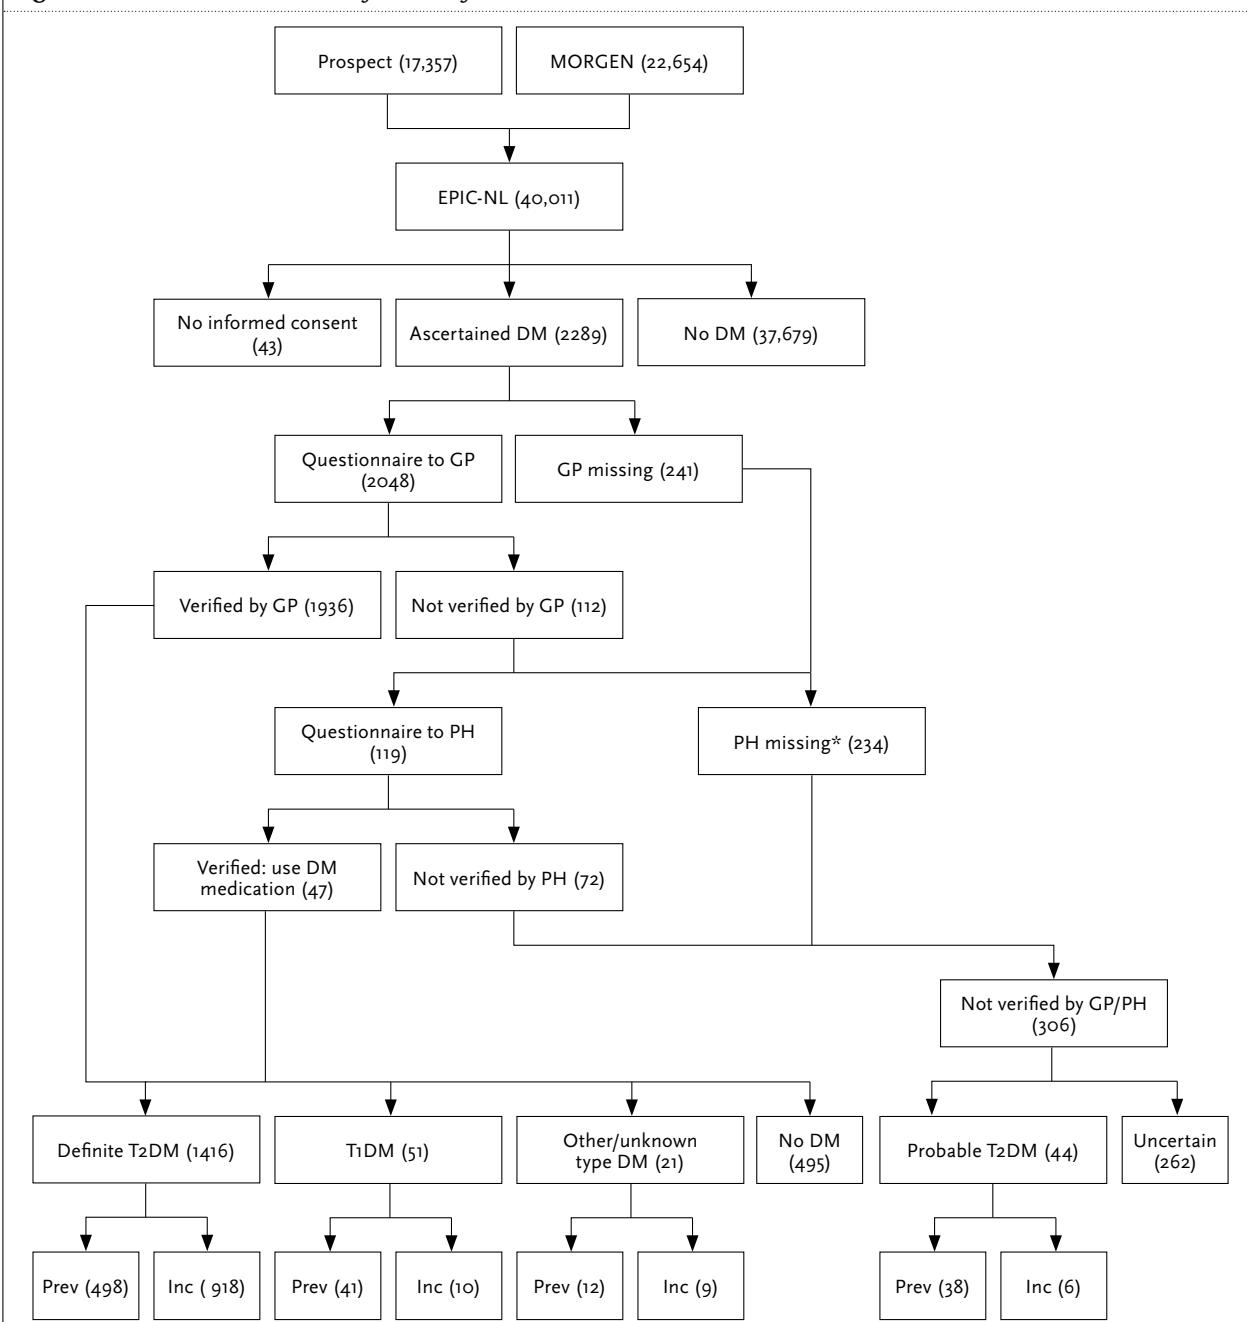 Prospect (17,357)
MORGEN (22,654)
EPIC-NL (40,011)
No informed consent
(43)
Ascertained DM (2289)
No DM (37,679)
Questionnaire to GP
(2048)
GP missing (241)
Verified by GP (1936)
Not verified by GP (112)
Questionnaire to PH
(119)
PH missing* (234)
Verified: use DM
medication (47)
Not verified by PH (72)
Not verified by GP/PH
(306)
Definite T2DM (1416)
T1DM (51)
Other/unknown
type DM (21)
No DM
(495)
Probable T2DM (44)
Uncertain
(262)
Prev (498)
Inc ( 918)
Prev (41)
Inc (10)
Prev (12)
Inc (9)
Prev (38)
Inc (6)